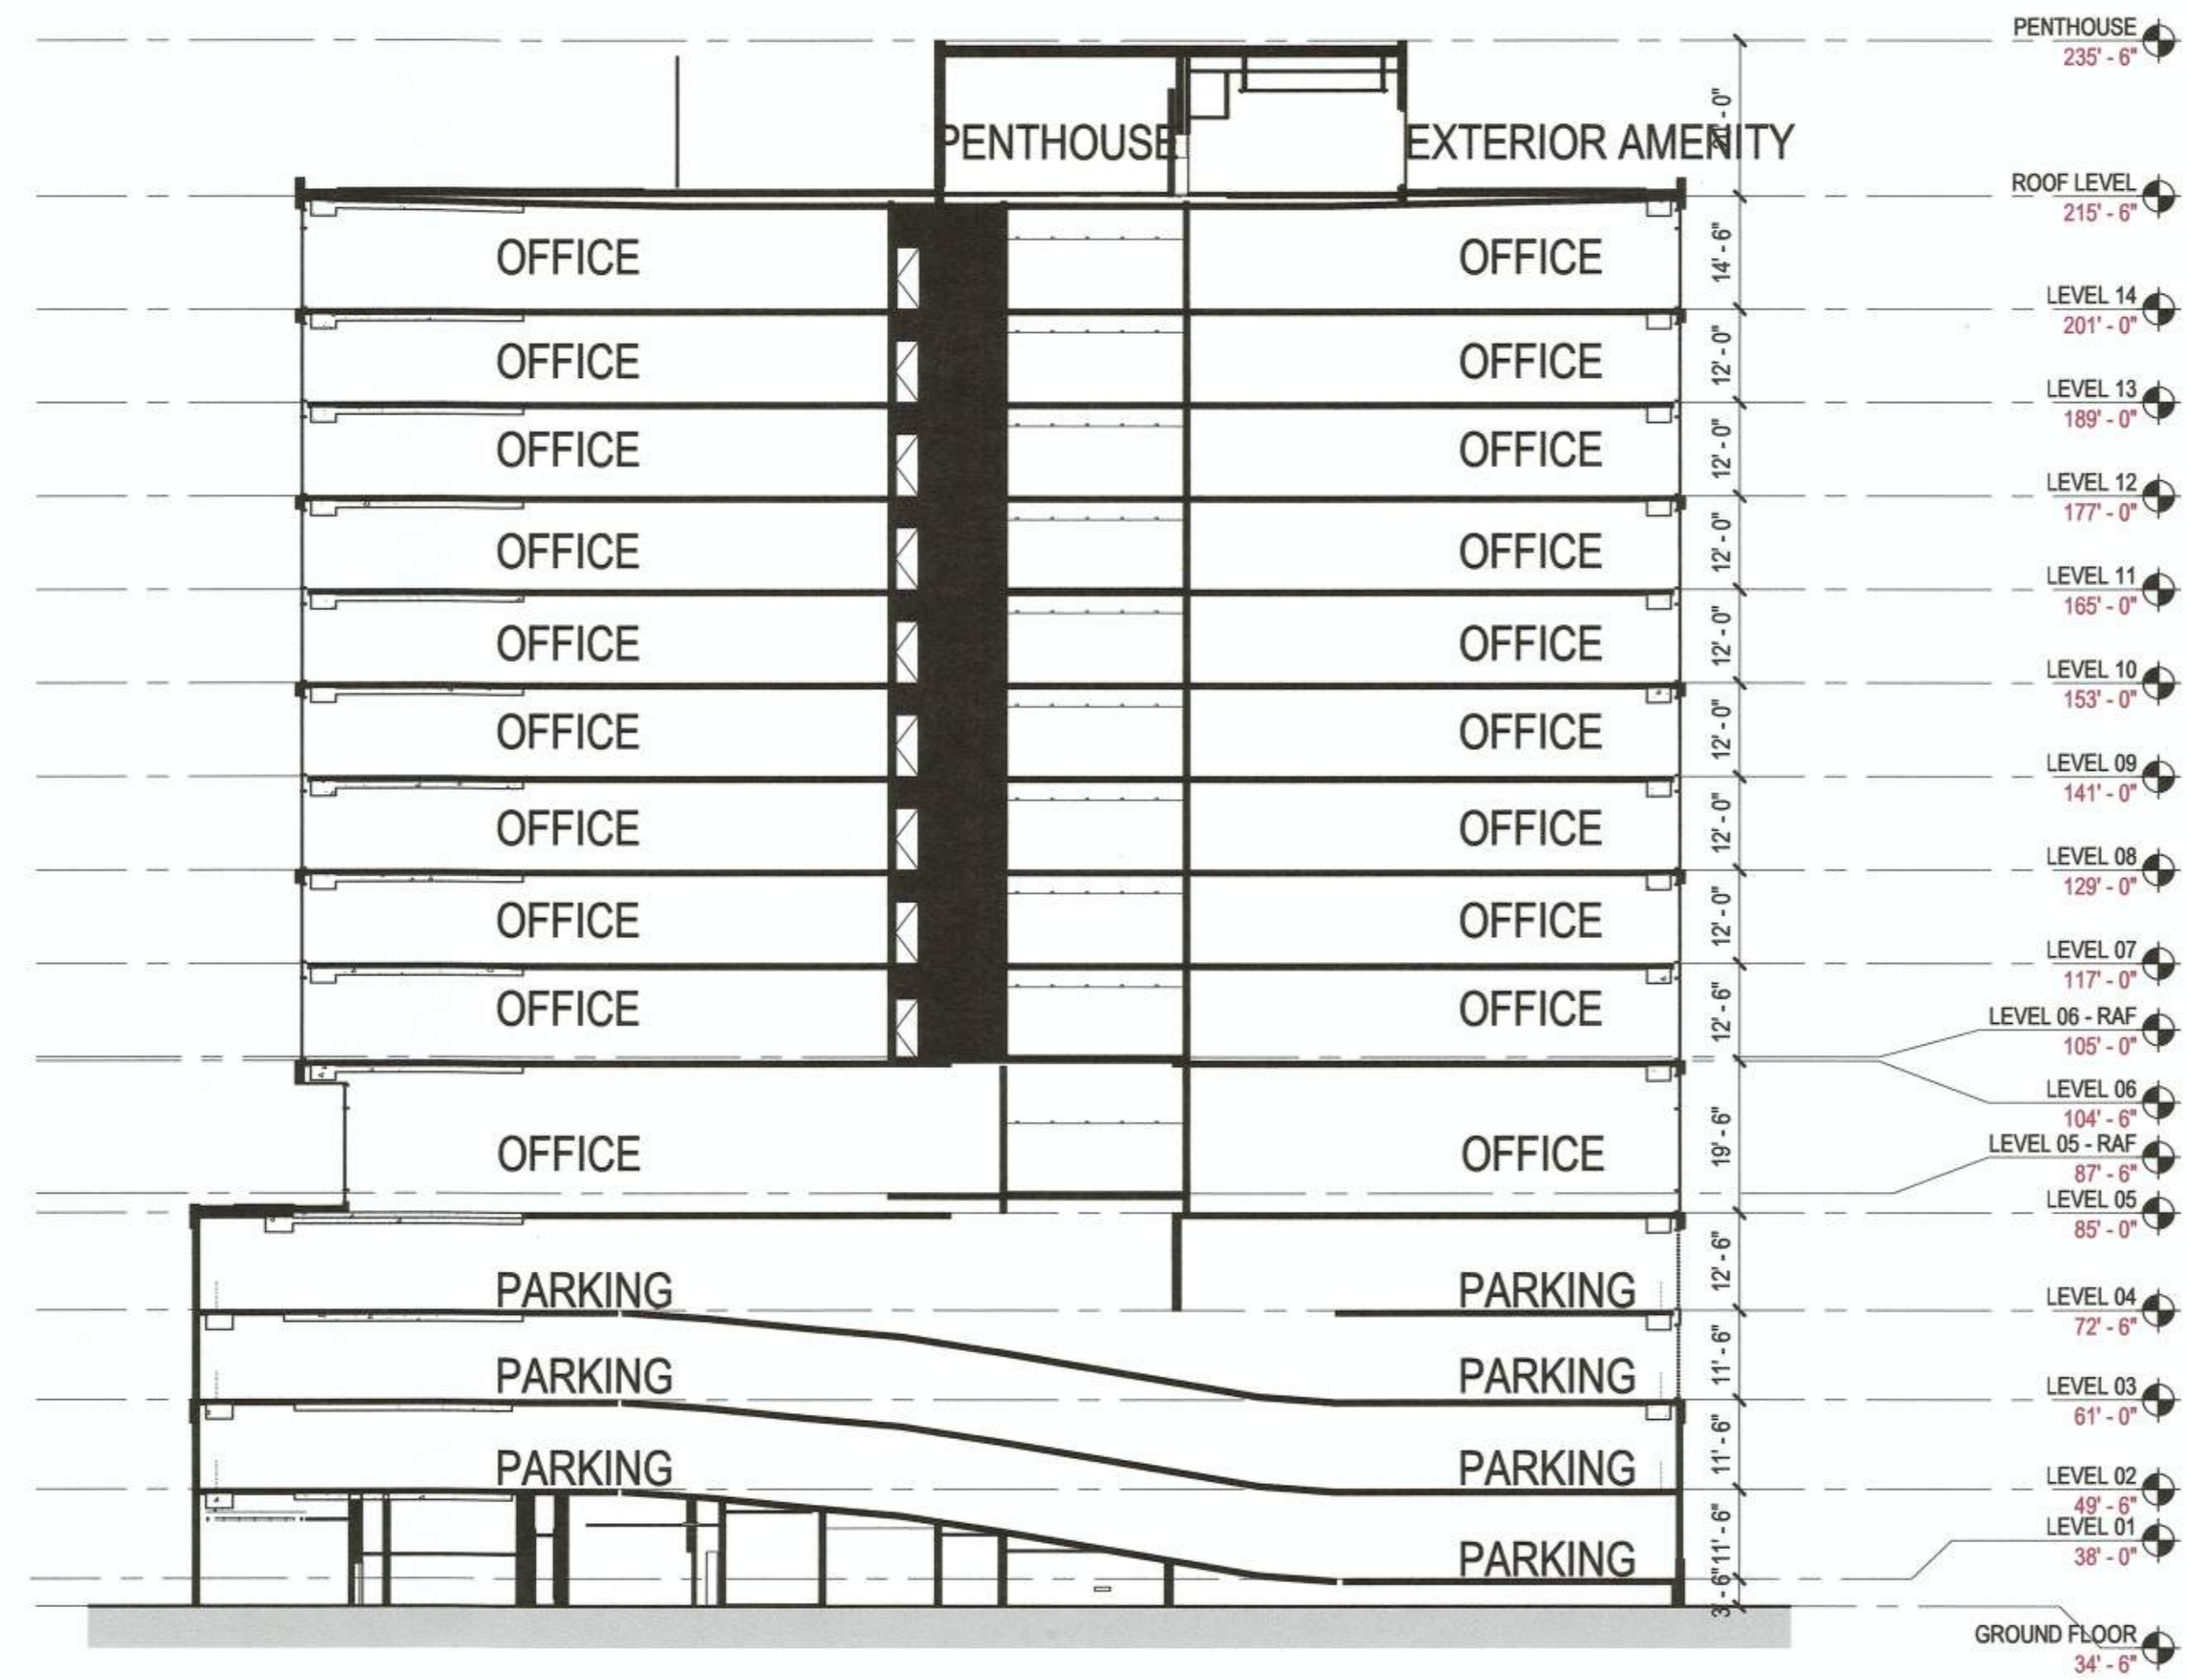 PENTHOUSE
235' - 6"
PENTHOUSE
EXTERIOR AMENITY
ROOF LEVEL
215' - 6"
OFFICE
OFFICE
14' - 6"
LEVEL 14
201' - 0"
OFFICE
OFFICE
12' - 0"
LEVEL 13
189' - 0"
OFFICE
OFFICE
12' - 0"
LEVEL 12
177' - 0"
OFFICE
OFFICE
12' - 0"
LEVEL 11
165' - 0"
OFFICE
OFFICE
12' - 0"
LEVEL 10
153' - 0"
OFFICE
OFFICE
12' - 0"
LEVEL 09
141' - 0"
OFFICE
OFFICE
12' - 0"
LEVEL 08
129' - 0"
OFFICE
OFFICE
12' - 0"
LEVEL 07
117' - 0"
OFFICE
OFFICE
12' - 6"
LEVEL 06 - RAF
105' - 0"
LEVEL 06
104' - 6"
OFFICE
OFFICE
19' - 6"
LEVEL 05 - RAF
87' - 6"
LEVEL 05
85' - 0"
PARKING
PARKING
12' - 6"
LEVEL 04
72' - 6"
PARKING
PARKING
11' - 6"
LEVEL 03
61' - 0"
PARKING
PARKING
11' - 6"
LEVEL 02
49' - 6"
LEVEL 01
38' - 0"
PARKING
11' - 6"
3' - 6"
GROUND FLOOR
34' - 6"